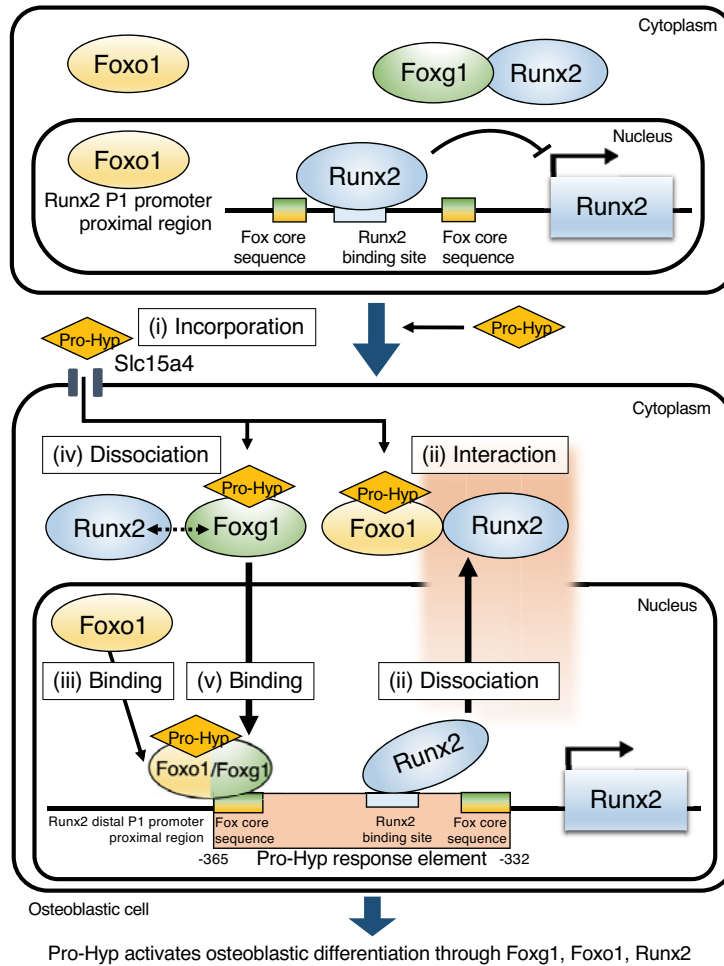 Cytoplasm
Foxo1
Foxg1
Runx2
Nucleus
Foxo1
Runx2
Runx2 P1 promoter
proximal region
Runx2
Fox core
sequence
Runx2
binding site
Fox core
sequence
Pro-Hyp
(i) Incorporation
Pro-Hyp
Slc15a4
Cytoplasm
(iv) Dissociation
(ii) Interaction
Pro-Hyp
Pro-Hyp
Runx2
Foxg1
Foxo1
Runx2
Nucleus
Foxo1
(iii) Binding
(v) Binding
(ii) Dissociation
Pro-Hyp
Foxo1/Foxg1
Runx2
Runx2
Runx2 distal P1 promoter
proximal region
Fox core
sequence
Runx2
binding site
Fox core
sequence
-365
Pro-Hyp response element
-332
Osteoblastic cell
Pro-Hyp activates osteoblastic differentiation through Foxg1, Foxo1, Runx2